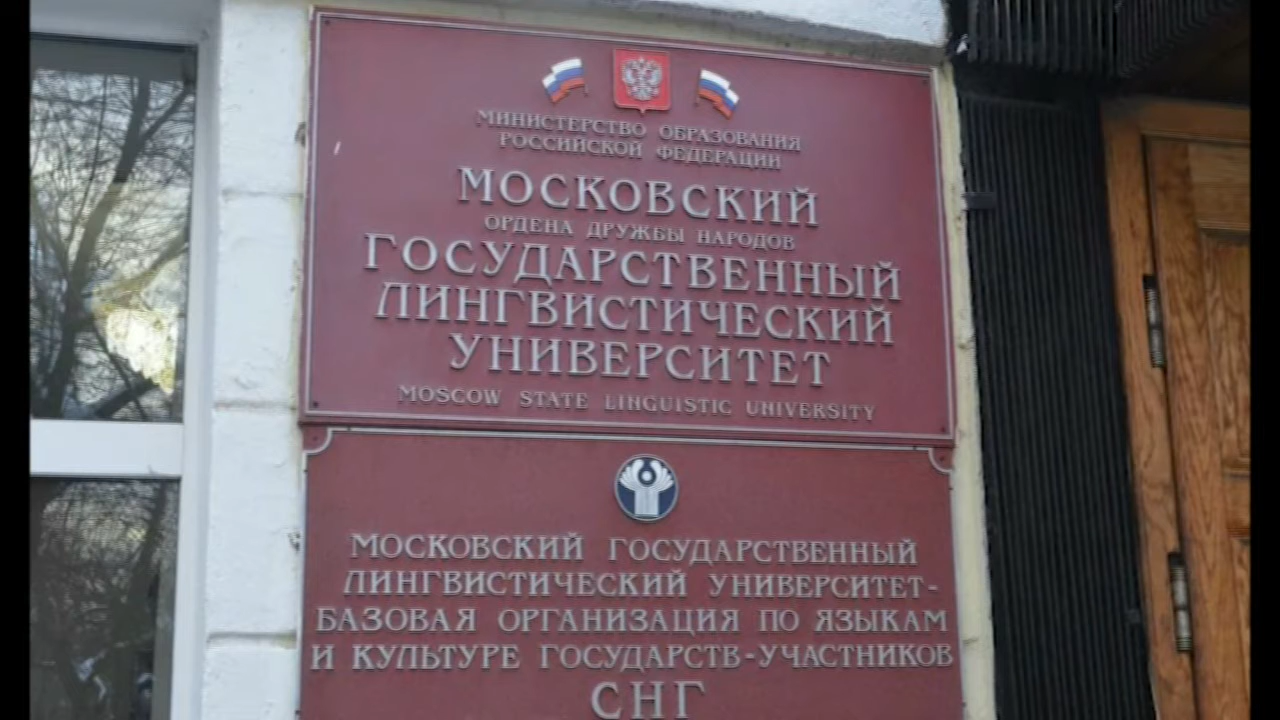 МИНИСТЕРСТВО ОБРАЗОВАНИЯ
РОССИЙСКОЙ ФЕДЕРАЦИИ
МОСКОВСКИЙ
ОРДЕНА ДРУЖБЫ НАРОДОВ
ГОСУДАРСТВЕННЫЙ
ЛИНГВИСТИЧЕСКИЙ
УНИВЕРСИТЕТ
MOSCOW STATE LINGUISTIC UNIVERSITY
МОСКОВСКИЙ ГОСУДАРСТВЕННЫЙ
ЛИНГВИСТИЧЕСКИЙ УНИВЕРСИТЕТ-
БАЗОВАЯ ОРГАНИЗАЦИЯ ПО ЯЗЫКАМ
И КУЛЬТУРЕ ГОСУДАРСТВ-УЧАСТНИКОВ
СНГ